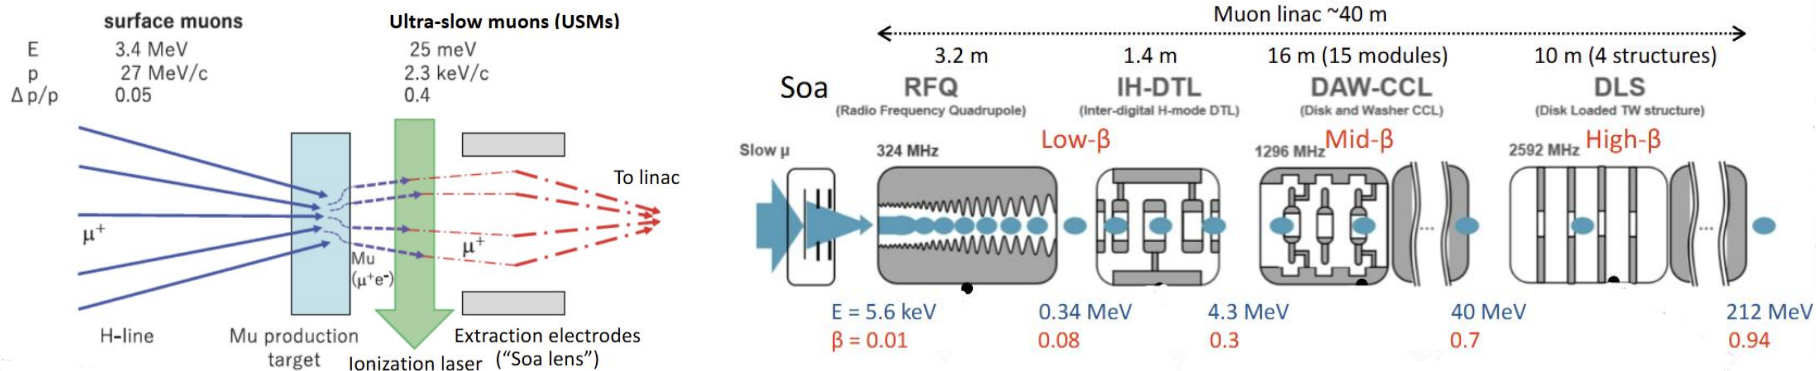 surface muons
Ultra-slow muons (USMs)
E 3.4 MeV 25 meV
p 27 MeV/c 2.3 keV/c
Δp/p 0.05 0.4
To linac
μ⁺
μ⁺
Mu
(μ⁺e⁻)
H-line
Mu production
target
Ionization laser
Extraction electrodes
("Soa lens")
Muon linac ~40 m
3.2 m 1.4 m 16 m (15 modules) 10 m (4 structures)
Soa RFQ IH-DTL DAW-CCL DLS
(Radio Frequency Quadrupole) (Inter-digital H-mode DTL) (Disk and Washer CCL) (Disk Loaded TW structure)
Low-β Mid-β High-β
Slow μ 324 MHz 1296 MHz 2592 MHz
... ...
E = 5.6 keV 0.34 MeV 4.3 MeV 40 MeV 212 MeV
β = 0.01 0.08 0.3 0.7 0.94